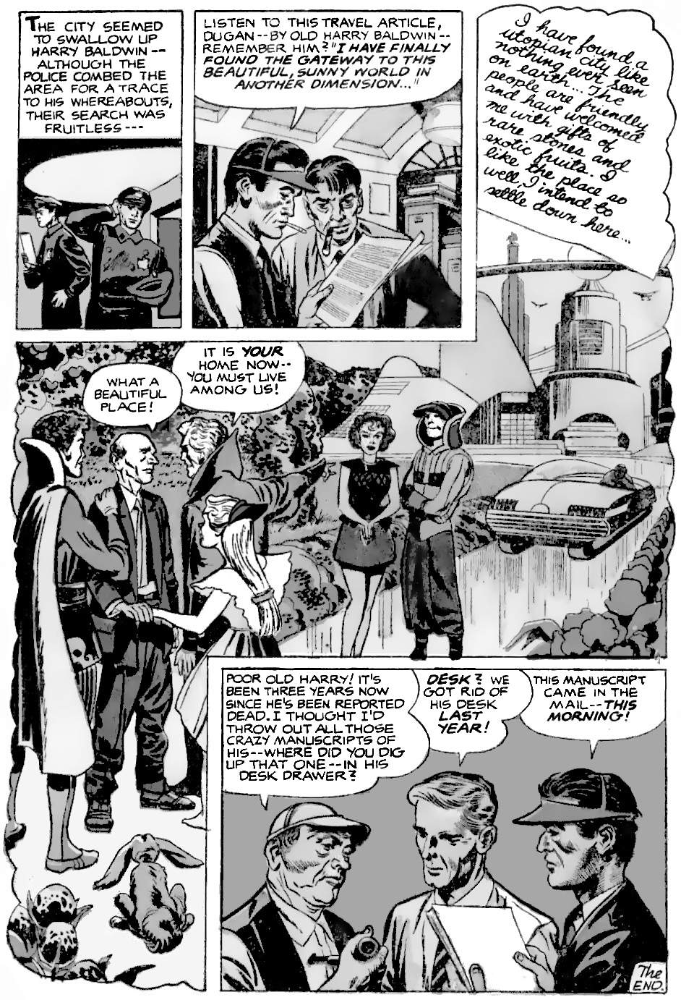 THE CITY SEEMED
TO SWALLOW UP
HARRY BALDWIN--
ALTHOUGH THE
POLICE COMBED THE
AREA FOR A TRACE
TO HIS WHEREABOUTS,
THEIR SEARCH WAS
FRUITLESS---
LISTEN TO THIS TRAVEL ARTICLE,
DUGAN--BY OLD HARRY BALDWIN--
REMEMBER HIM? "I HAVE FINALLY
FOUND THE GATEWAY TO THIS
BEAUTIFUL, SUNNY WORLD IN
ANOTHER DIMENSION..."
I have found a
utopian city like
nothing ever seen
on earth... The
people are friendly
and have welcomed
me with gifts of
rare stones and
exotic fruits. I
like the place so
well, I intend to
settle down here...
WHAT A
BEAUTIFUL
PLACE!
IT IS YOUR
HOME NOW--
YOU MUST LIVE
AMONG US!
POOR OLD HARRY! IT'S
BEEN THREE YEARS NOW
SINCE HE'S BEEN REPORTED
DEAD. I THOUGHT I'D
THROW OUT ALL THOSE
CRAZY MANUSCRIPTS OF
HIS--WHERE DID YOU DIG
UP THAT ONE--IN HIS
DESK DRAWER?
DESK? WE
GOT RID OF
HIS DESK
LAST
YEAR!
THIS MANUSCRIPT
CAME IN THE
MAIL--THIS
MORNING!
The
END.